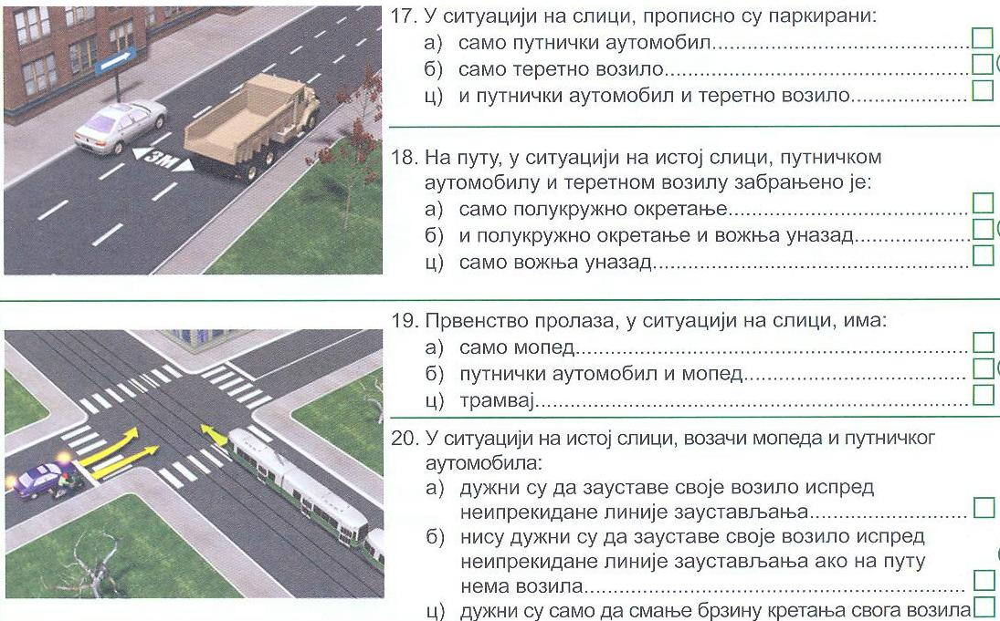 3М
17. У ситуацији на слици, прописно су паркирани:
а) само путнички аутомобил
б) само теретно возило
ц) и путнички аутомобил и теретно возило
18. На путу, у ситуацији на истој слици, путничком
аутомобилу и теретном возилу забрањено је:
а) само полукружно окретање
б) и полукружно окретање и вожња уназад
ц) само вожња уназад
19. Првенство пролаза, у ситуацији на слици, има:
а) само мопед
б) путнички аутомобил и мопед
ц) трамвај
20. У ситуацији на истој слици, возачи мопеда и путничког
аутомобила:
а) дужни су да зауставе своје возило испред
неипрекидане линије заустављања
б) нису дужни су да зауставе своје возило испред
неипрекидане линије заустављања ако на путу
нема возила
ц) дужни су само да смање брзину кретања свога возила